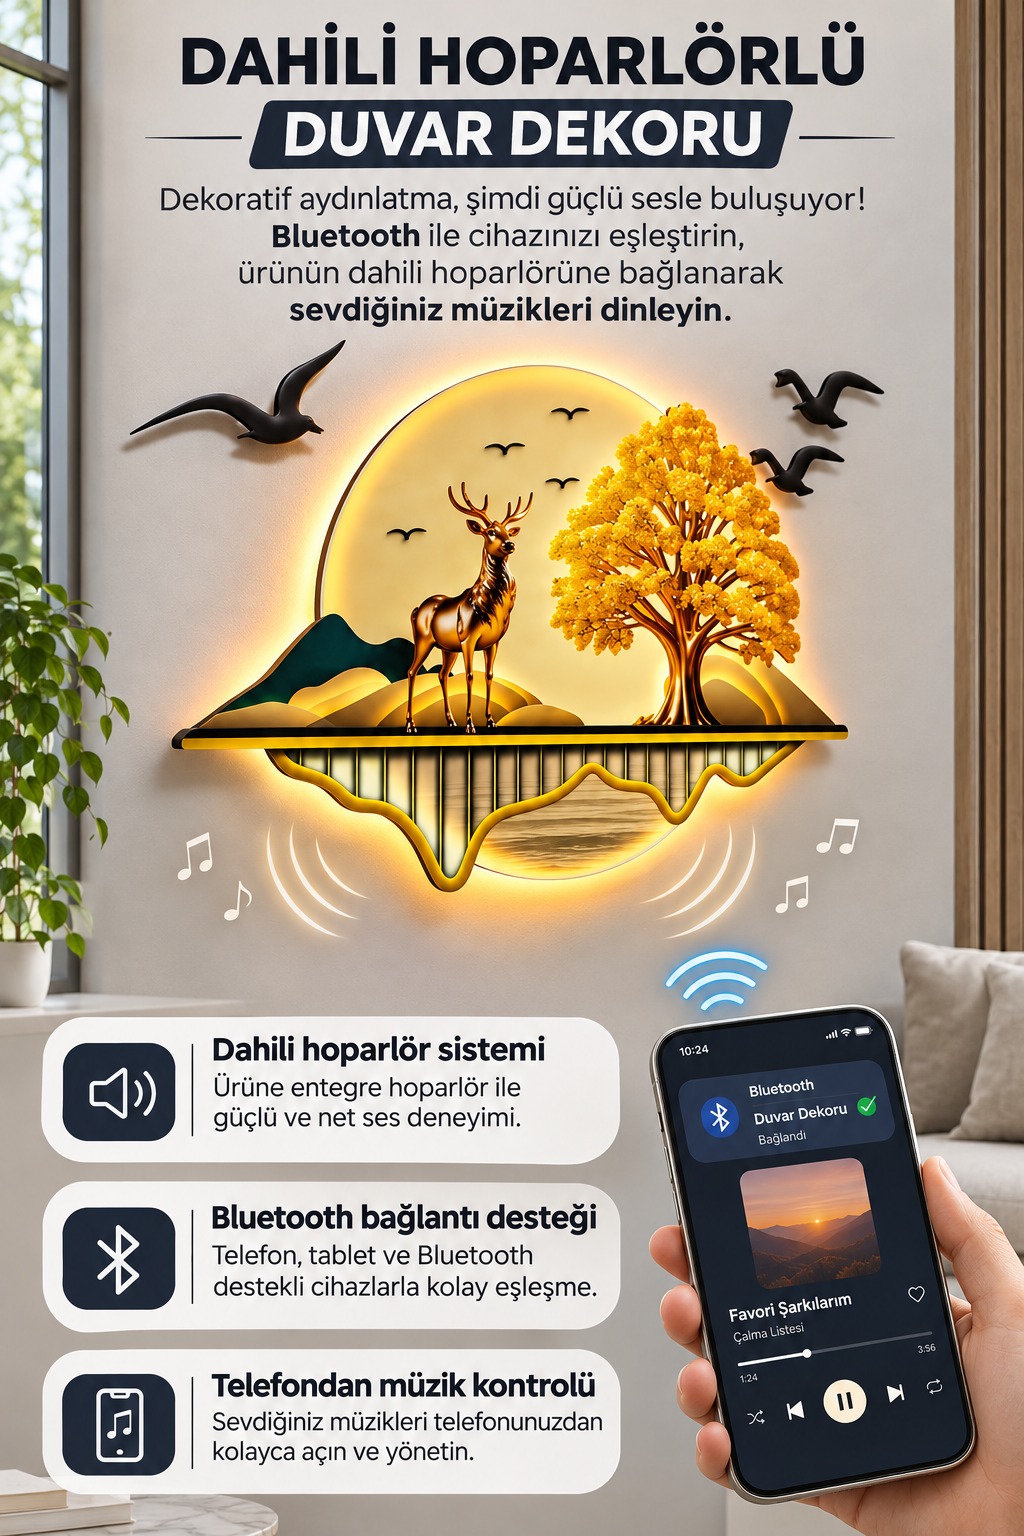 DAHİLİ HOPARLÖRLÜ
DUVAR DEKORU
Dekoratif aydınlatma, şimdi güçlü sesle buluşuyor!
Bluetooth ile cihazınızı eşleştirin,
ürünün dahili hoparlörüne bağlanarak
sevdiğiniz müzikleri dinleyin.
Dahili hoparlör sistemi
Ürüne entegre hoparlör ile
güçlü ve net ses deneyimi.
Bluetooth bağlantı desteği
Telefon, tablet ve Bluetooth
destekli cihazlarla kolay eşleşme.
Telefondan müzik kontrolü
Sevdiğiniz müzikleri telefonunuzdan
kolayca açın ve yönetin.
10:24
Bluetooth
Duvar Dekoru
Bağlandı
Favori Şarkılarım
Çalma Listesi
1:24
3:56